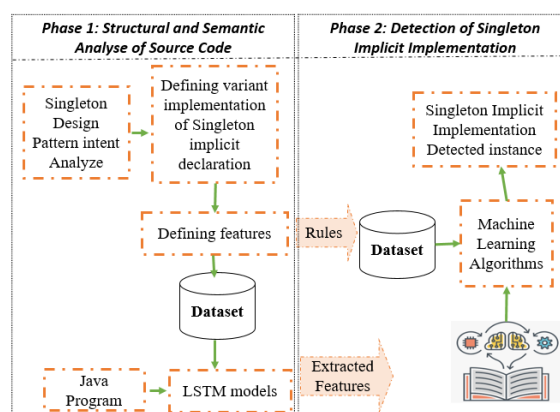 Phase 1: Structural and Semantic
Analyse of Source Code
Phase 2: Detection of Singleton
Implicit Implementation
Singleton
Design
Pattern intent
Analyze
Defining variant
implementation
of Singleton
implicit
declaration
Defining features
Dataset
Java
Program
LSTM models
Rules
Extracted
Features
Singleton Implicit
Implementation
Detected instance
Dataset
Machine
Learning
Algorithms